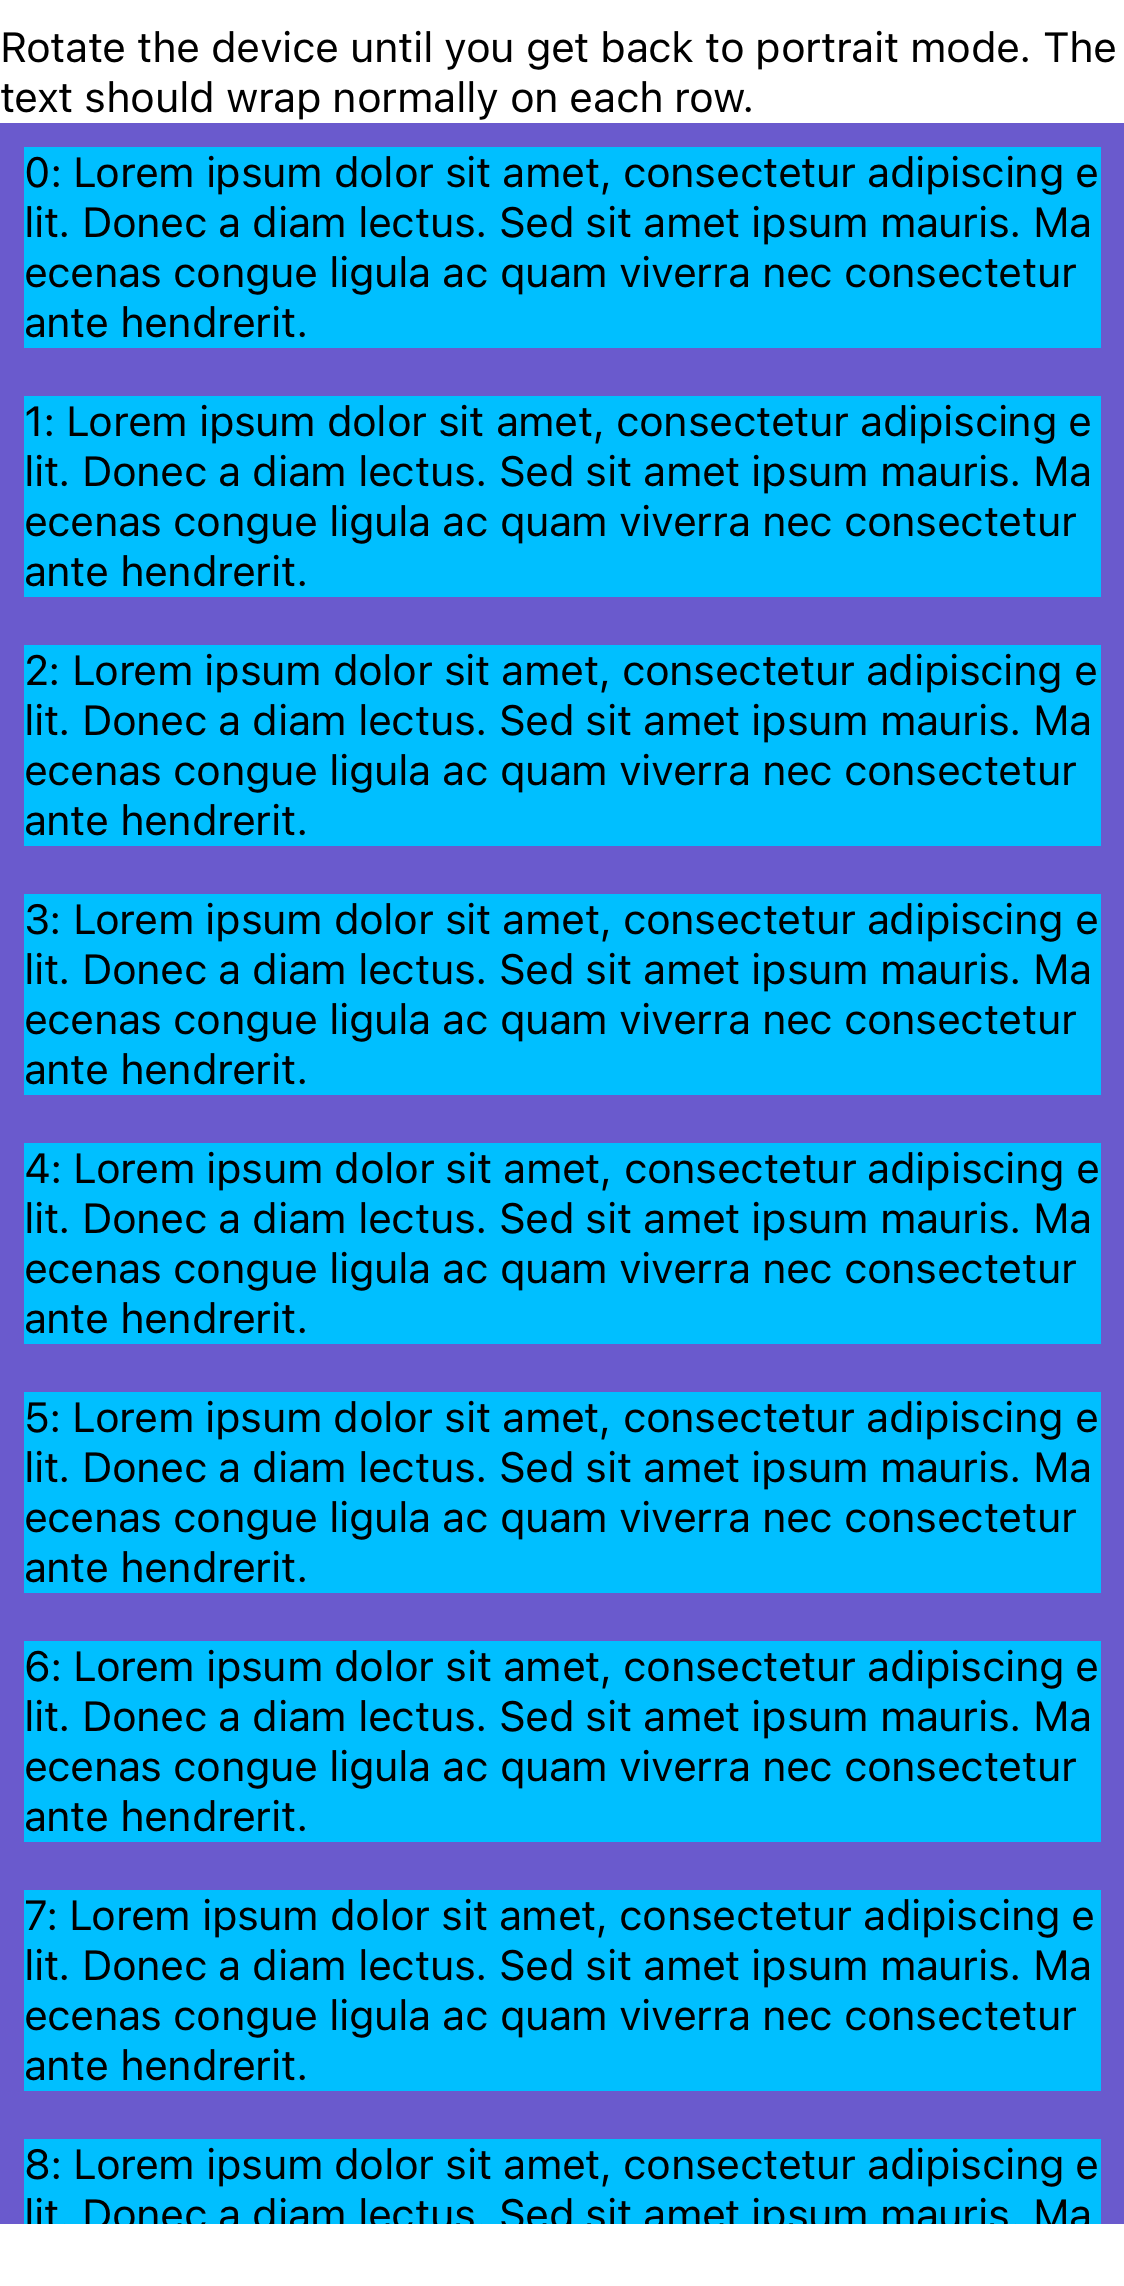 Rotate the device until you get back to portrait mode. The
text should wrap normally on each row.
0: Lorem ipsum dolor sit amet, consectetur adipiscing e
lit. Donec a diam lectus. Sed sit amet ipsum mauris. Ma
ecenas congue ligula ac quam viverra nec consectetur
ante hendrerit.
1: Lorem ipsum dolor sit amet, consectetur adipiscing e
lit. Donec a diam lectus. Sed sit amet ipsum mauris. Ma
ecenas congue ligula ac quam viverra nec consectetur
ante hendrerit.
2: Lorem ipsum dolor sit amet, consectetur adipiscing e
lit. Donec a diam lectus. Sed sit amet ipsum mauris. Ma
ecenas congue ligula ac quam viverra nec consectetur
ante hendrerit.
3: Lorem ipsum dolor sit amet, consectetur adipiscing e
lit. Donec a diam lectus. Sed sit amet ipsum mauris. Ma
ecenas congue ligula ac quam viverra nec consectetur
ante hendrerit.
4: Lorem ipsum dolor sit amet, consectetur adipiscing e
lit. Donec a diam lectus. Sed sit amet ipsum mauris. Ma
ecenas congue ligula ac quam viverra nec consectetur
ante hendrerit.
5: Lorem ipsum dolor sit amet, consectetur adipiscing e
lit. Donec a diam lectus. Sed sit amet ipsum mauris. Ma
ecenas congue ligula ac quam viverra nec consectetur
ante hendrerit.
6: Lorem ipsum dolor sit amet, consectetur adipiscing e
lit. Donec a diam lectus. Sed sit amet ipsum mauris. Ma
ecenas congue ligula ac quam viverra nec consectetur
ante hendrerit.
7: Lorem ipsum dolor sit amet, consectetur adipiscing e
lit. Donec a diam lectus. Sed sit amet ipsum mauris. Ma
ecenas congue ligula ac quam viverra nec consectetur
ante hendrerit.
8: Lorem ipsum dolor sit amet, consectetur adipiscing e
lit. Donec a diam lectus. Sed sit amet ipsum mauris. Ma